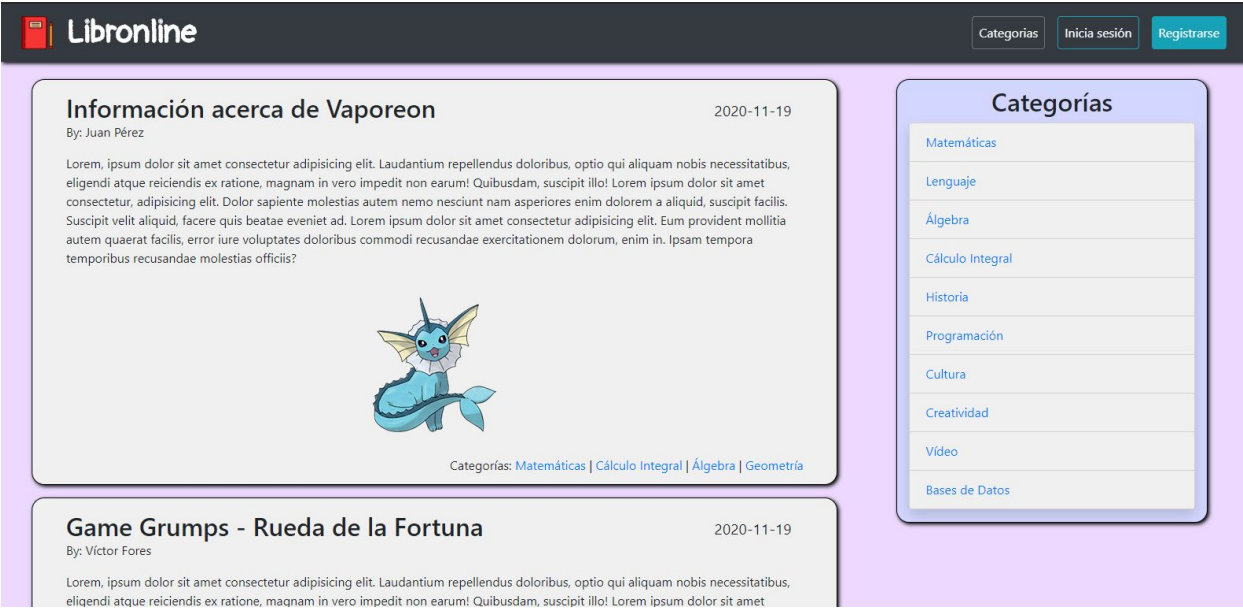 Libronline
Categorias
Inicia sesión
Registrarse
Información acerca de Vaporeon
2020-11-19
By: Juan Pérez
Lorem, ipsum dolor sit amet consectetur adipisicing elit. Laudantium repellendus doloribus, optio qui aliquam nobis necessitatibus,
eligendi atque reiciendis ex ratione, magnam in vero impedit non earum! Quibusdam, suscipit illo! Lorem ipsum dolor sit amet
consectetur, adipisicing elit. Dolor sapiente molestias autem nemo nesciunt nam asperiores enim dolorem a aliquid, suscipit facilis.
Suscipit velit aliquid, facere quis beatae eveniet ad. Lorem ipsum dolor sit amet consectetur adipisicing elit. Eum provident mollitia
autem quaerat facilis, error iure voluptates doloribus commodi recusandae exercitationem dolorum, enim in. Ipsam tempora
temporibus recusandae molestias officiis?
Categorías: Matemáticas | Cálculo Integral | Álgebra | Geometría
Game Grumps - Rueda de la Fortuna
2020-11-19
By: Víctor Fores
Lorem, ipsum dolor sit amet consectetur adipisicing elit. Laudantium repellendus doloribus, optio qui aliquam nobis necessitatibus,
eligendi atque reiciendis ex ratione, magnam in vero impedit non earum! Quibusdam, suscipit illo! Lorem ipsum dolor sit amet
Categorías
Matemáticas
Lenguaje
Álgebra
Cálculo Integral
Historia
Programación
Cultura
Creatividad
Vídeo
Bases de Datos